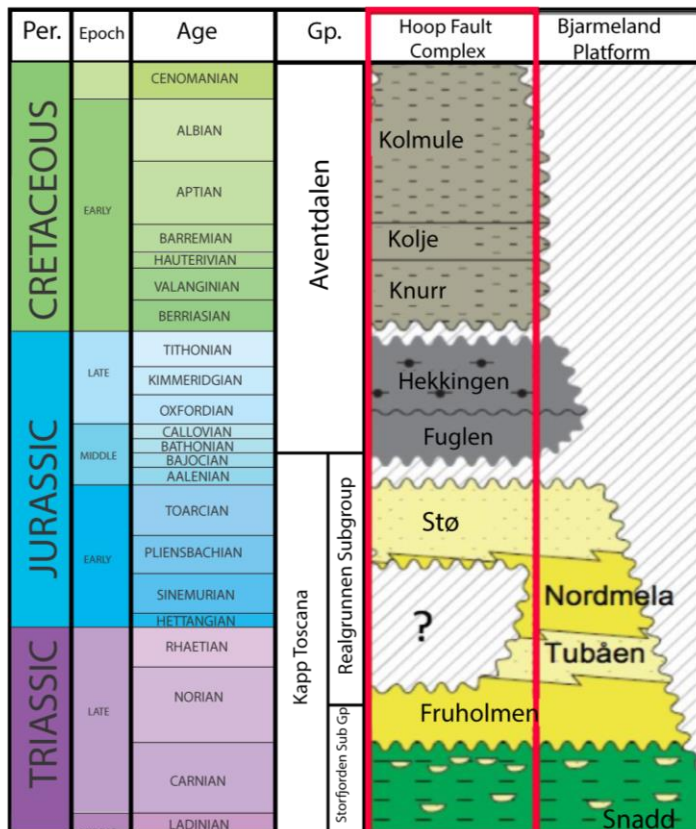 Per.
Epoch
Age
Gp.
Hoop Fault
Complex
Bjarmeland
Platform
CRETACEOUS
EARLY
CENOMANIAN
ALBIAN
APTIAN
BARREMIAN
HAUTERIVIAN
VALANGINIAN
BERRIASIAN
JURASSIC
LATE
TITHONIAN
KIMMERIDGIAN
OXFORDIAN
MIDDLE
CALLOVIAN
BATHONIAN
BAJOCIAN
AALENIAN
EARLY
TOARCIAN
PLIENSBACHIAN
SINEMURIAN
HETTANGIAN
TRIASSIC
LATE
RHAETIAN
NORIAN
CARNIAN
LADINIAN
Aventdalen
Kapp Toscana
Realgrunnen Subgroup
Storfjorden Sub Gp
Kolmule
Kolje
Knurr
Hekkingen
Fuglen
Stø
Nordmela
?
Tubåen
Fruholmen
Snadd